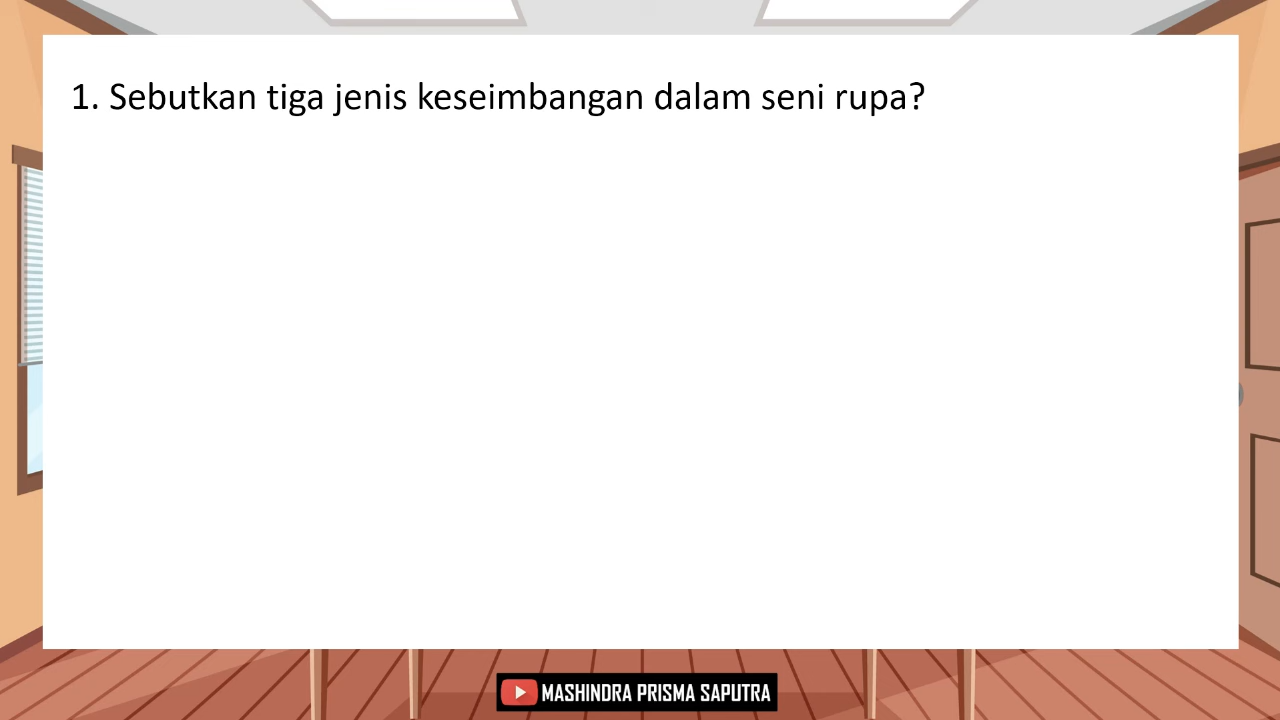 1. Sebutkan tiga jenis keseimbangan dalam seni rupa?
MASHINDRA PRISMA SAPUTRA